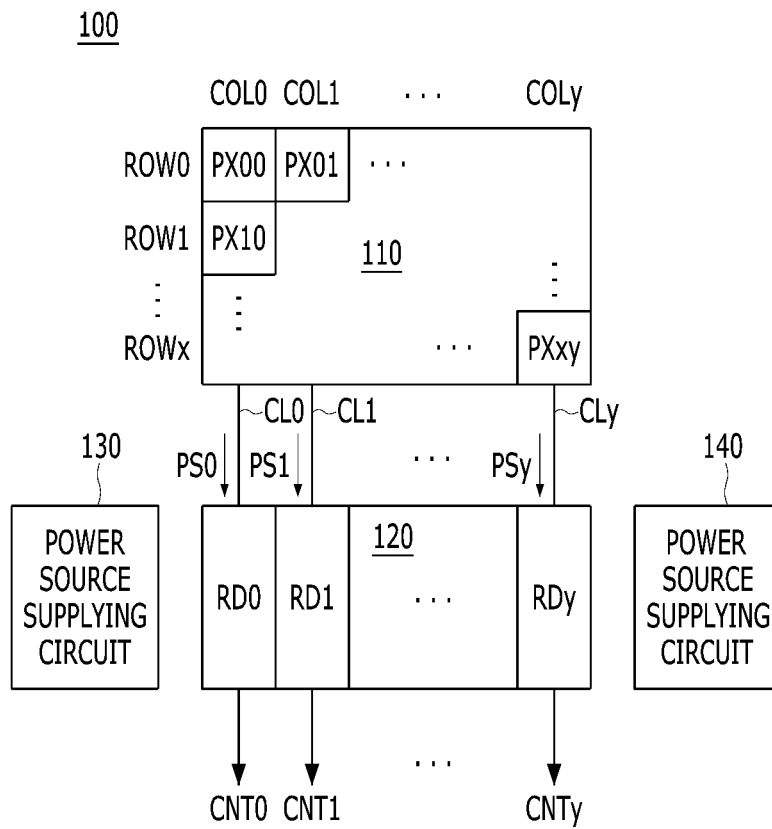 100
COL0 COL1 · · · COLy
ROW0 PX00 PX01 · · ·
ROW1 PX10 110
ROWx · · · PXxy
CL0 CL1 CLy
130 PS0 PS1 · · · PSy 140
POWER SOURCE SUPPLYING CIRCUIT
120
RD0 RD1 · · · RDy
POWER SOURCE SUPPLYING CIRCUIT
CNT0 CNT1 · · · CNTy